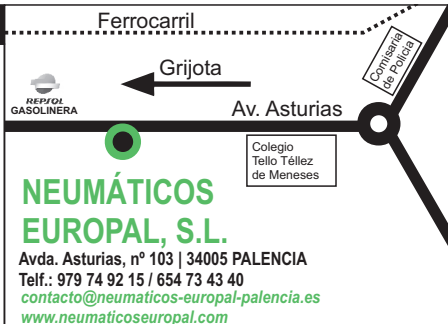 Ferrocarril
Comisaria
de Policía
Grijota
REPSOL
GASOLINERA
Av. Asturias
Colegio
Tello Téllez
de Meneses
NEUMÁTICOS
EUROPAL, S.L.
Avda. Asturias, nº 103 | 34005 PALENCIA
Telf.: 979 74 92 15 / 654 73 43 40
contacto@neumaticos-europal-palencia.es
www.neumaticoseuropal.com